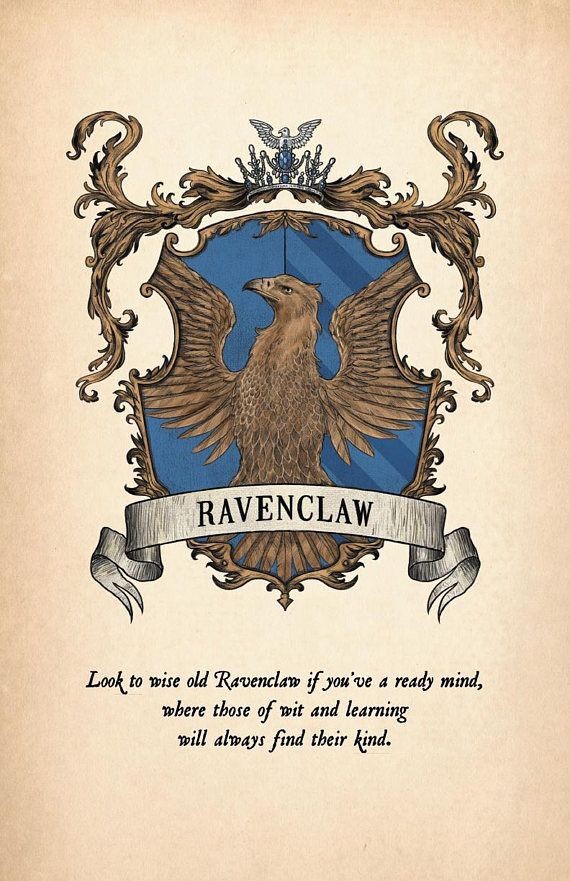 RAVENCLAW
Look to wise old Ravenclaw if you've a ready mind,
where those of wit and learning
will always find their kind.